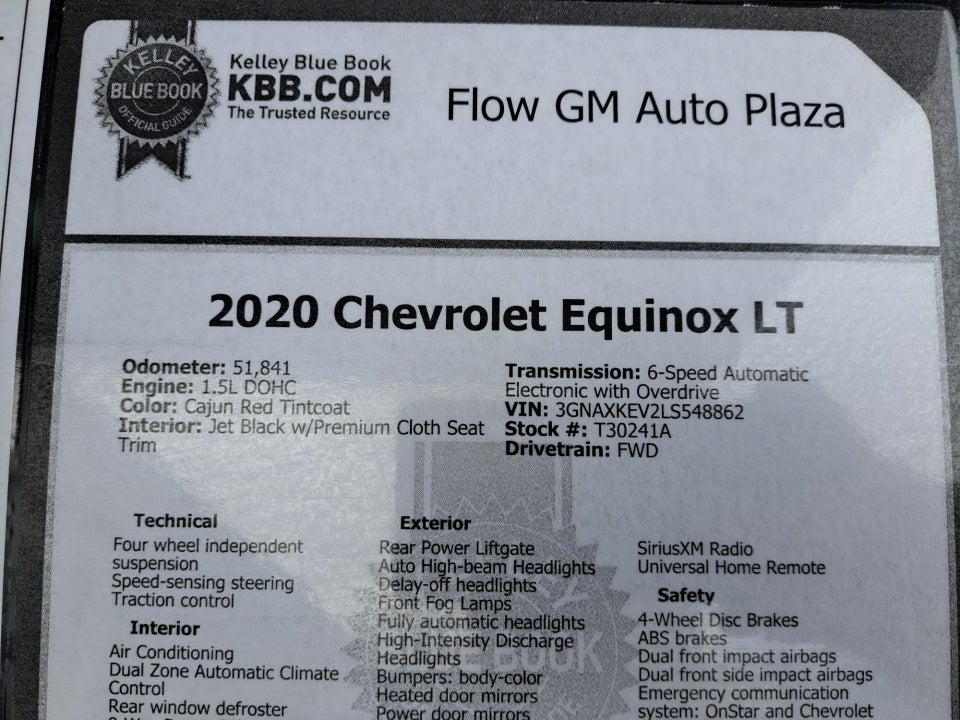 KELLEY
BLUE BOOK
OFFICIAL GUIDE
Kelley Blue Book
KBB.COM
The Trusted Resource
Flow GM Auto Plaza
2020 Chevrolet Equinox LT
Odometer: 51,841
Engine: 1.5L DOHC
Color: Cajun Red Tintcoat
Interior: Jet Black w/Premium Cloth Seat
Trim
Transmission: 6-Speed Automatic
Electronic with Overdrive
VIN: 3GNAXKEV2LS548862
Stock #: T30241A
Drivetrain: FWD
Technical
Four wheel independent
suspension
Speed-sensing steering
Traction control
Interior
Air Conditioning
Dual Zone Automatic Climate
Control
Rear window defroster
Exterior
Rear Power Liftgate
Auto High-beam Headlights
Delay-off headlights
Front Fog Lamps
Fully automatic headlights
High-Intensity Discharge
Headlights
Bumpers: body-color
Heated door mirrors
Power door mirrors
SiriusXM Radio
Universal Home Remote
Safety
4-Wheel Disc Brakes
ABS brakes
Dual front impact airbags
Dual front side impact airbags
Emergency communication
system: OnStar and Chevrolet